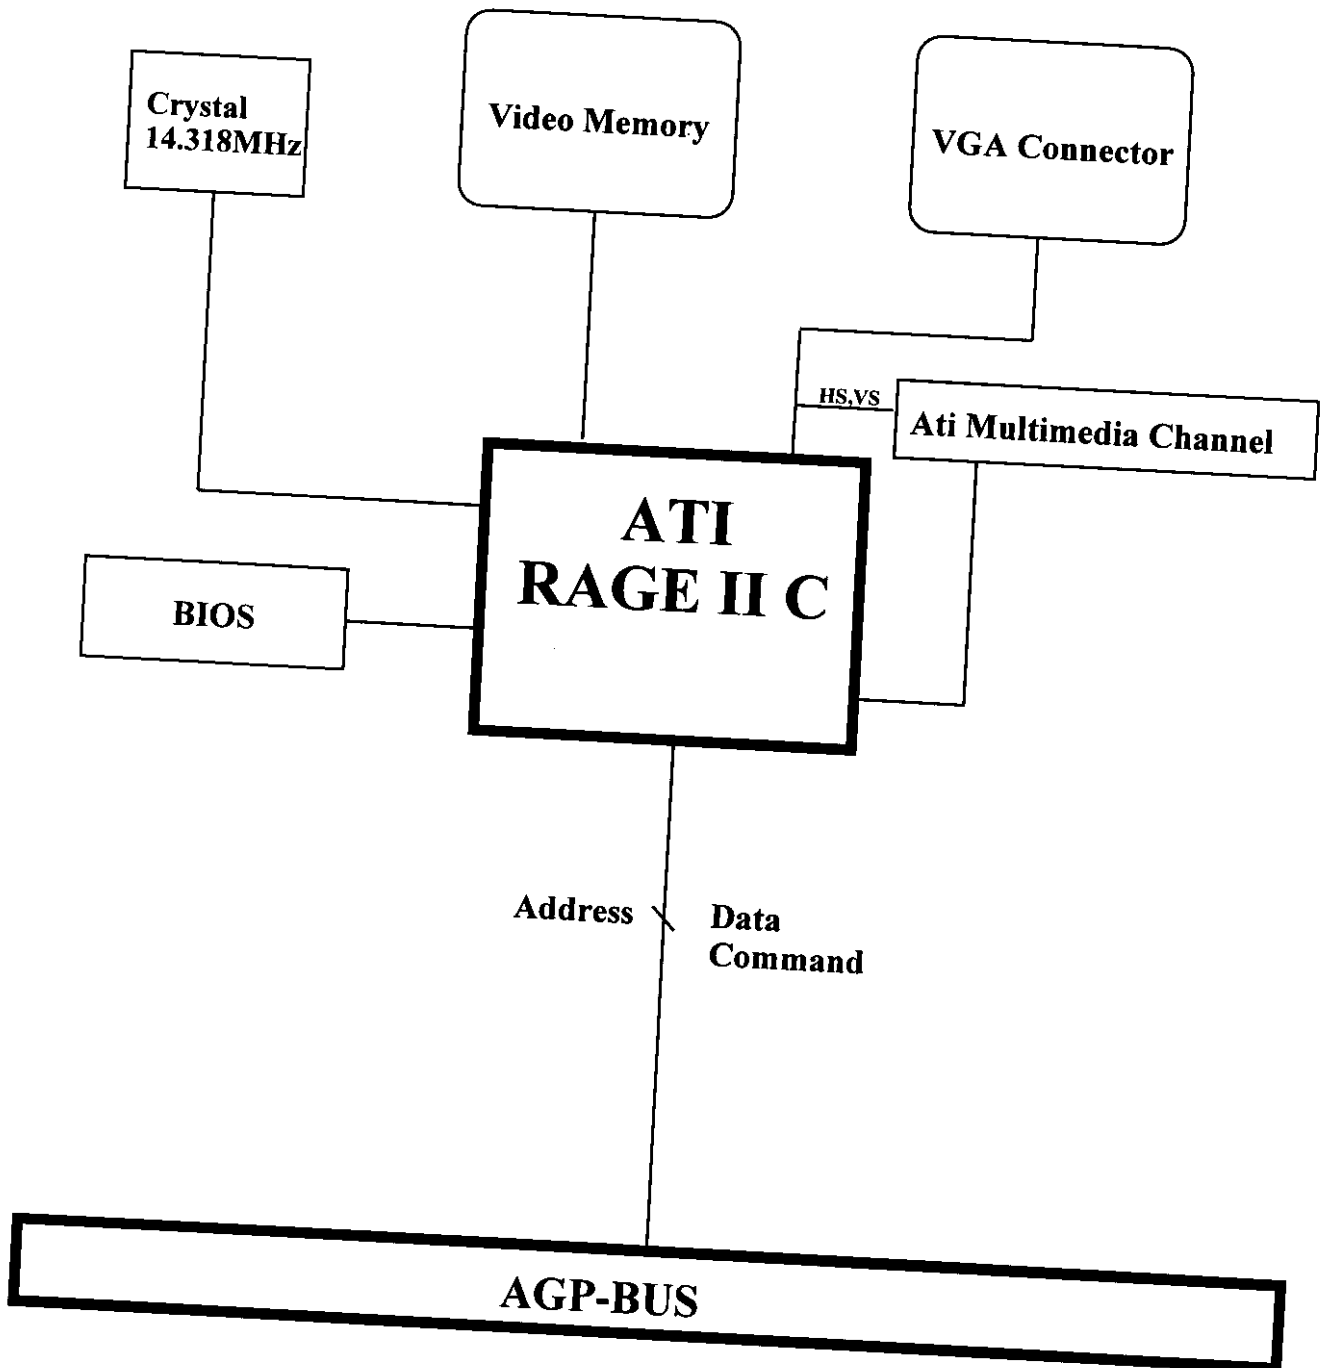 Crystal
14.318MHz
Video Memory
VGA Connector
HS,VS
Ati Multimedia Channel
ATI
RAGE II C
BIOS
Address
Data
Command
AGP-BUS